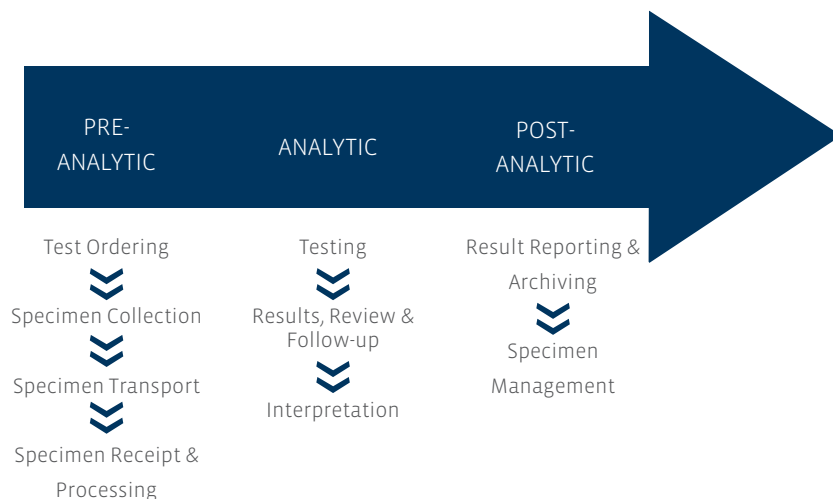 PRE-
ANALYTIC
ANALYTIC
POST-
ANALYTIC
Test Ordering
Specimen Collection
Specimen Transport
Specimen Receipt &
Processing
Testing
Results, Review &
Follow-up
Interpretation
Result Reporting &
Archiving
Specimen
Management